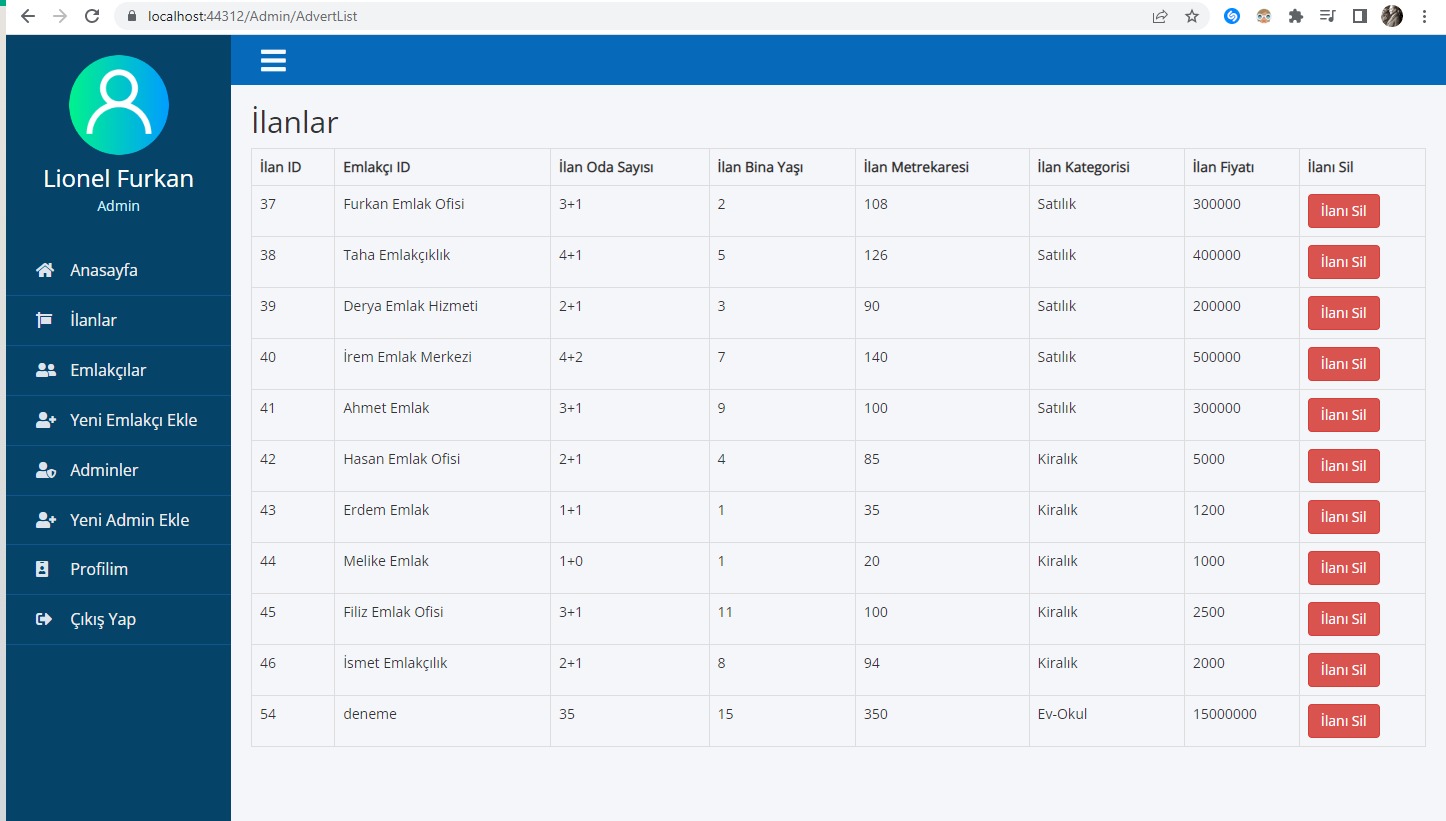 localhost:44312/Admin/AdvertList
Lionel Furkan
Admin
Anasayfa
İlanlar
Emlakçılar
Yeni Emlakçı Ekle
Adminler
Yeni Admin Ekle
Profilim
Çıkış Yap
İlanlar
İlan ID Emlakçı ID İlan Oda Sayısı İlan Bina Yaşı İlan Metrekaresi İlan Kategorisi İlan Fiyatı İlanı Sil
37 Furkan Emlak Ofisi 3+1 2 108 Satılık 300000 İlanı Sil
38 Taha Emlakçıklık 4+1 5 126 Satılık 400000 İlanı Sil
39 Derya Emlak Hizmeti 2+1 3 90 Satılık 200000 İlanı Sil
40 İrem Emlak Merkezi 4+2 7 140 Satılık 500000 İlanı Sil
41 Ahmet Emlak 3+1 9 100 Satılık 300000 İlanı Sil
42 Hasan Emlak Ofisi 2+1 4 85 Kiralık 5000 İlanı Sil
43 Erdem Emlak 1+1 1 35 Kiralık 1200 İlanı Sil
44 Melike Emlak 1+0 1 20 Kiralık 1000 İlanı Sil
45 Filiz Emlak Ofisi 3+1 11 100 Kiralık 2500 İlanı Sil
46 İsmet Emlakçılık 2+1 8 94 Kiralık 2000 İlanı Sil
54 deneme 35 15 350 Ev-Okul 15000000 İlanı Sil